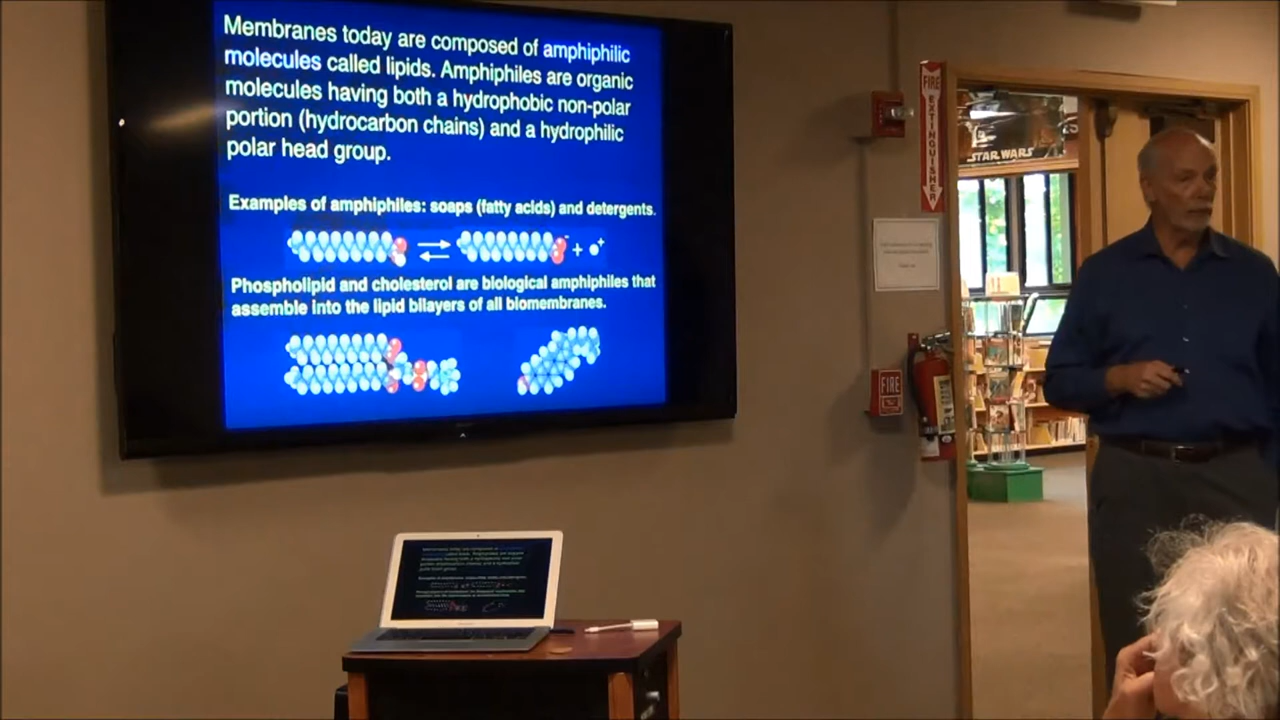 Membranes today are composed of amphiphilic
molecules called lipids. Amphiphiles are organic
molecules having both a hydrophobic non-polar
portion (hydrocarbon chains) and a hydrophilic
polar head group.
Examples of amphiphiles: soaps (fatty acids) and detergents.
- + +
Phospholipid and cholesterol are biological amphiphiles that
assemble into the lipid bilayers of all biomembranes.
FIRE
EXTINGUISHER
STAR WARS
FIRE